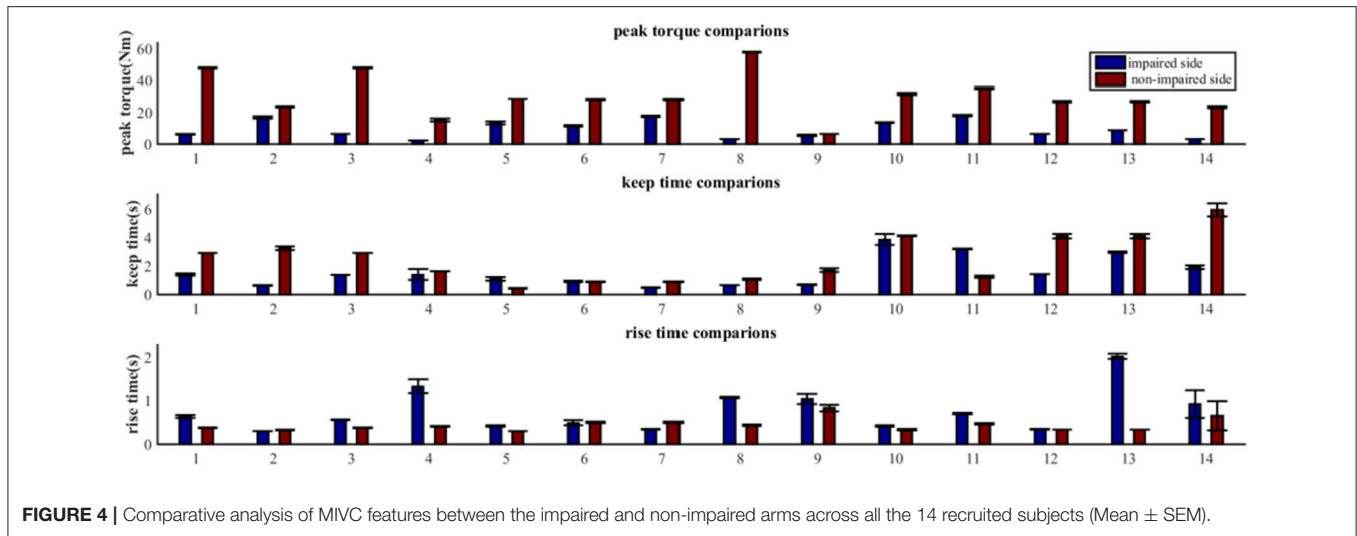 peak torque comparions
60
40
20
0
peak torque(Nm)
impaired side
non-impaired side
1 2 3 4 5 6 7 8 9 10 11 12 13 14
keep time comparions
6
4
2
0
keep time(s)
1 2 3 4 5 6 7 8 9 10 11 12 13 14
rise time comparions
2
1
0
rise time(s)
1 2 3 4 5 6 7 8 9 10 11 12 13 14
FIGURE 4 | Comparative analysis of MIVC features between the impaired and non-impaired arms across all the 14 recruited subjects (Mean ± SEM).